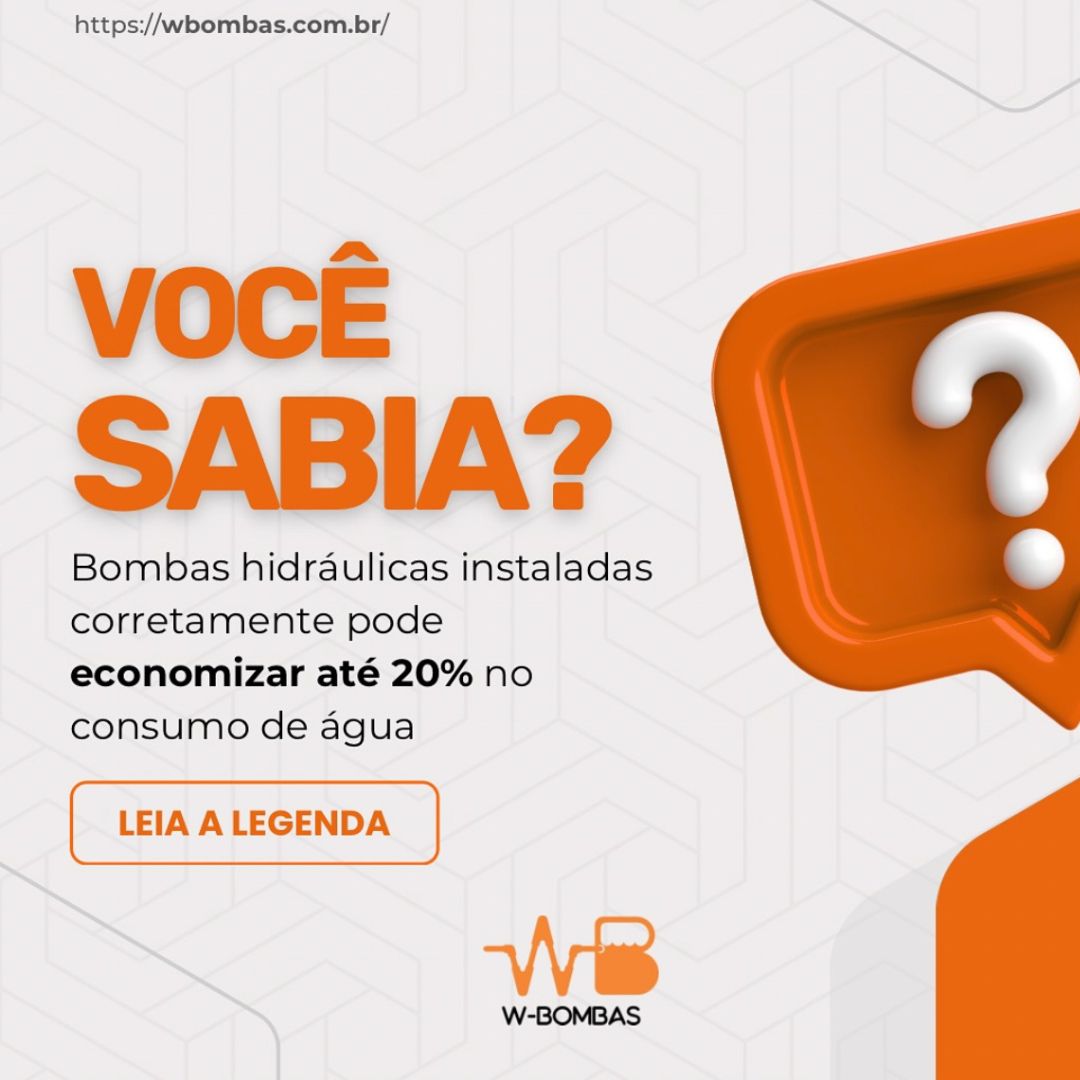 https://wbombas.com.br/
VOCÊ
SABIA?
Bombas hidráulicas instaladas
corretamente pode
economizar até 20% no
consumo de água
LEIA A LEGENDA
WB
W-BOMBAS